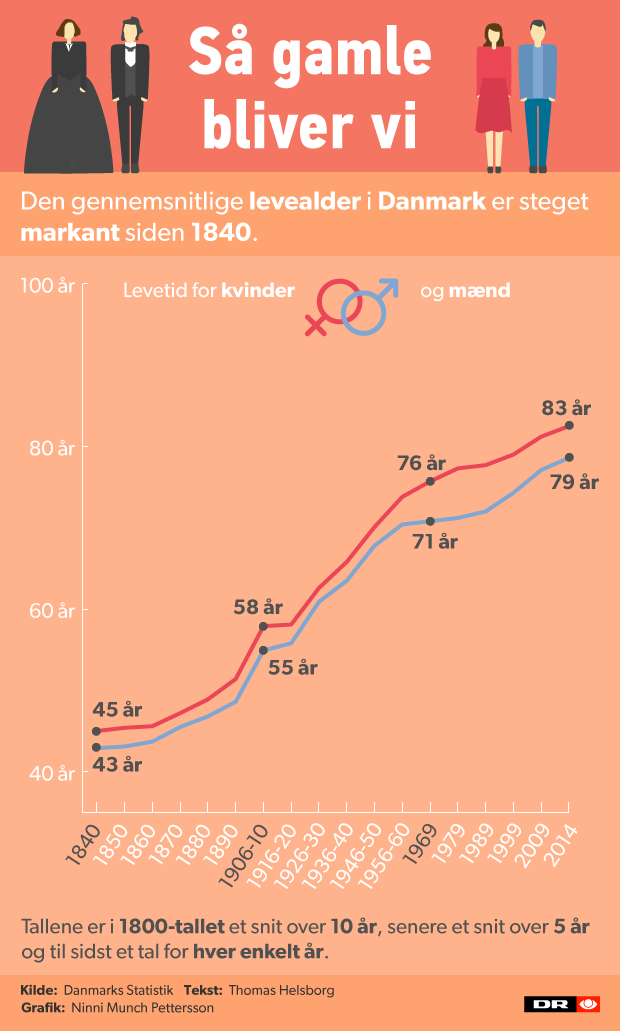 Så gamle
bliver vi
Den gennemsnitlige levealder i Danmark er steget
markant siden 1840.
100 år
Levetid for kvinder
og mænd
83 år
80 år
79 år
76 år
71 år
60 år
58 år
55 år
45 år
43 år
40 år
1840
1850
1860
1870
1880
1890
1906-10
1916-20
1926-30
1936-40
1946-50
1956-60
1969
1979
1989
1999
2009
2014
Tallene er i 1800-tallet et snit over 10 år, senere et snit over 5 år
og til sidst et tal for hver enkelt år.
Kilde: Danmarks Statistik Tekst: Thomas Helsborg
Grafik: Ninni Munch Pettersson
DR